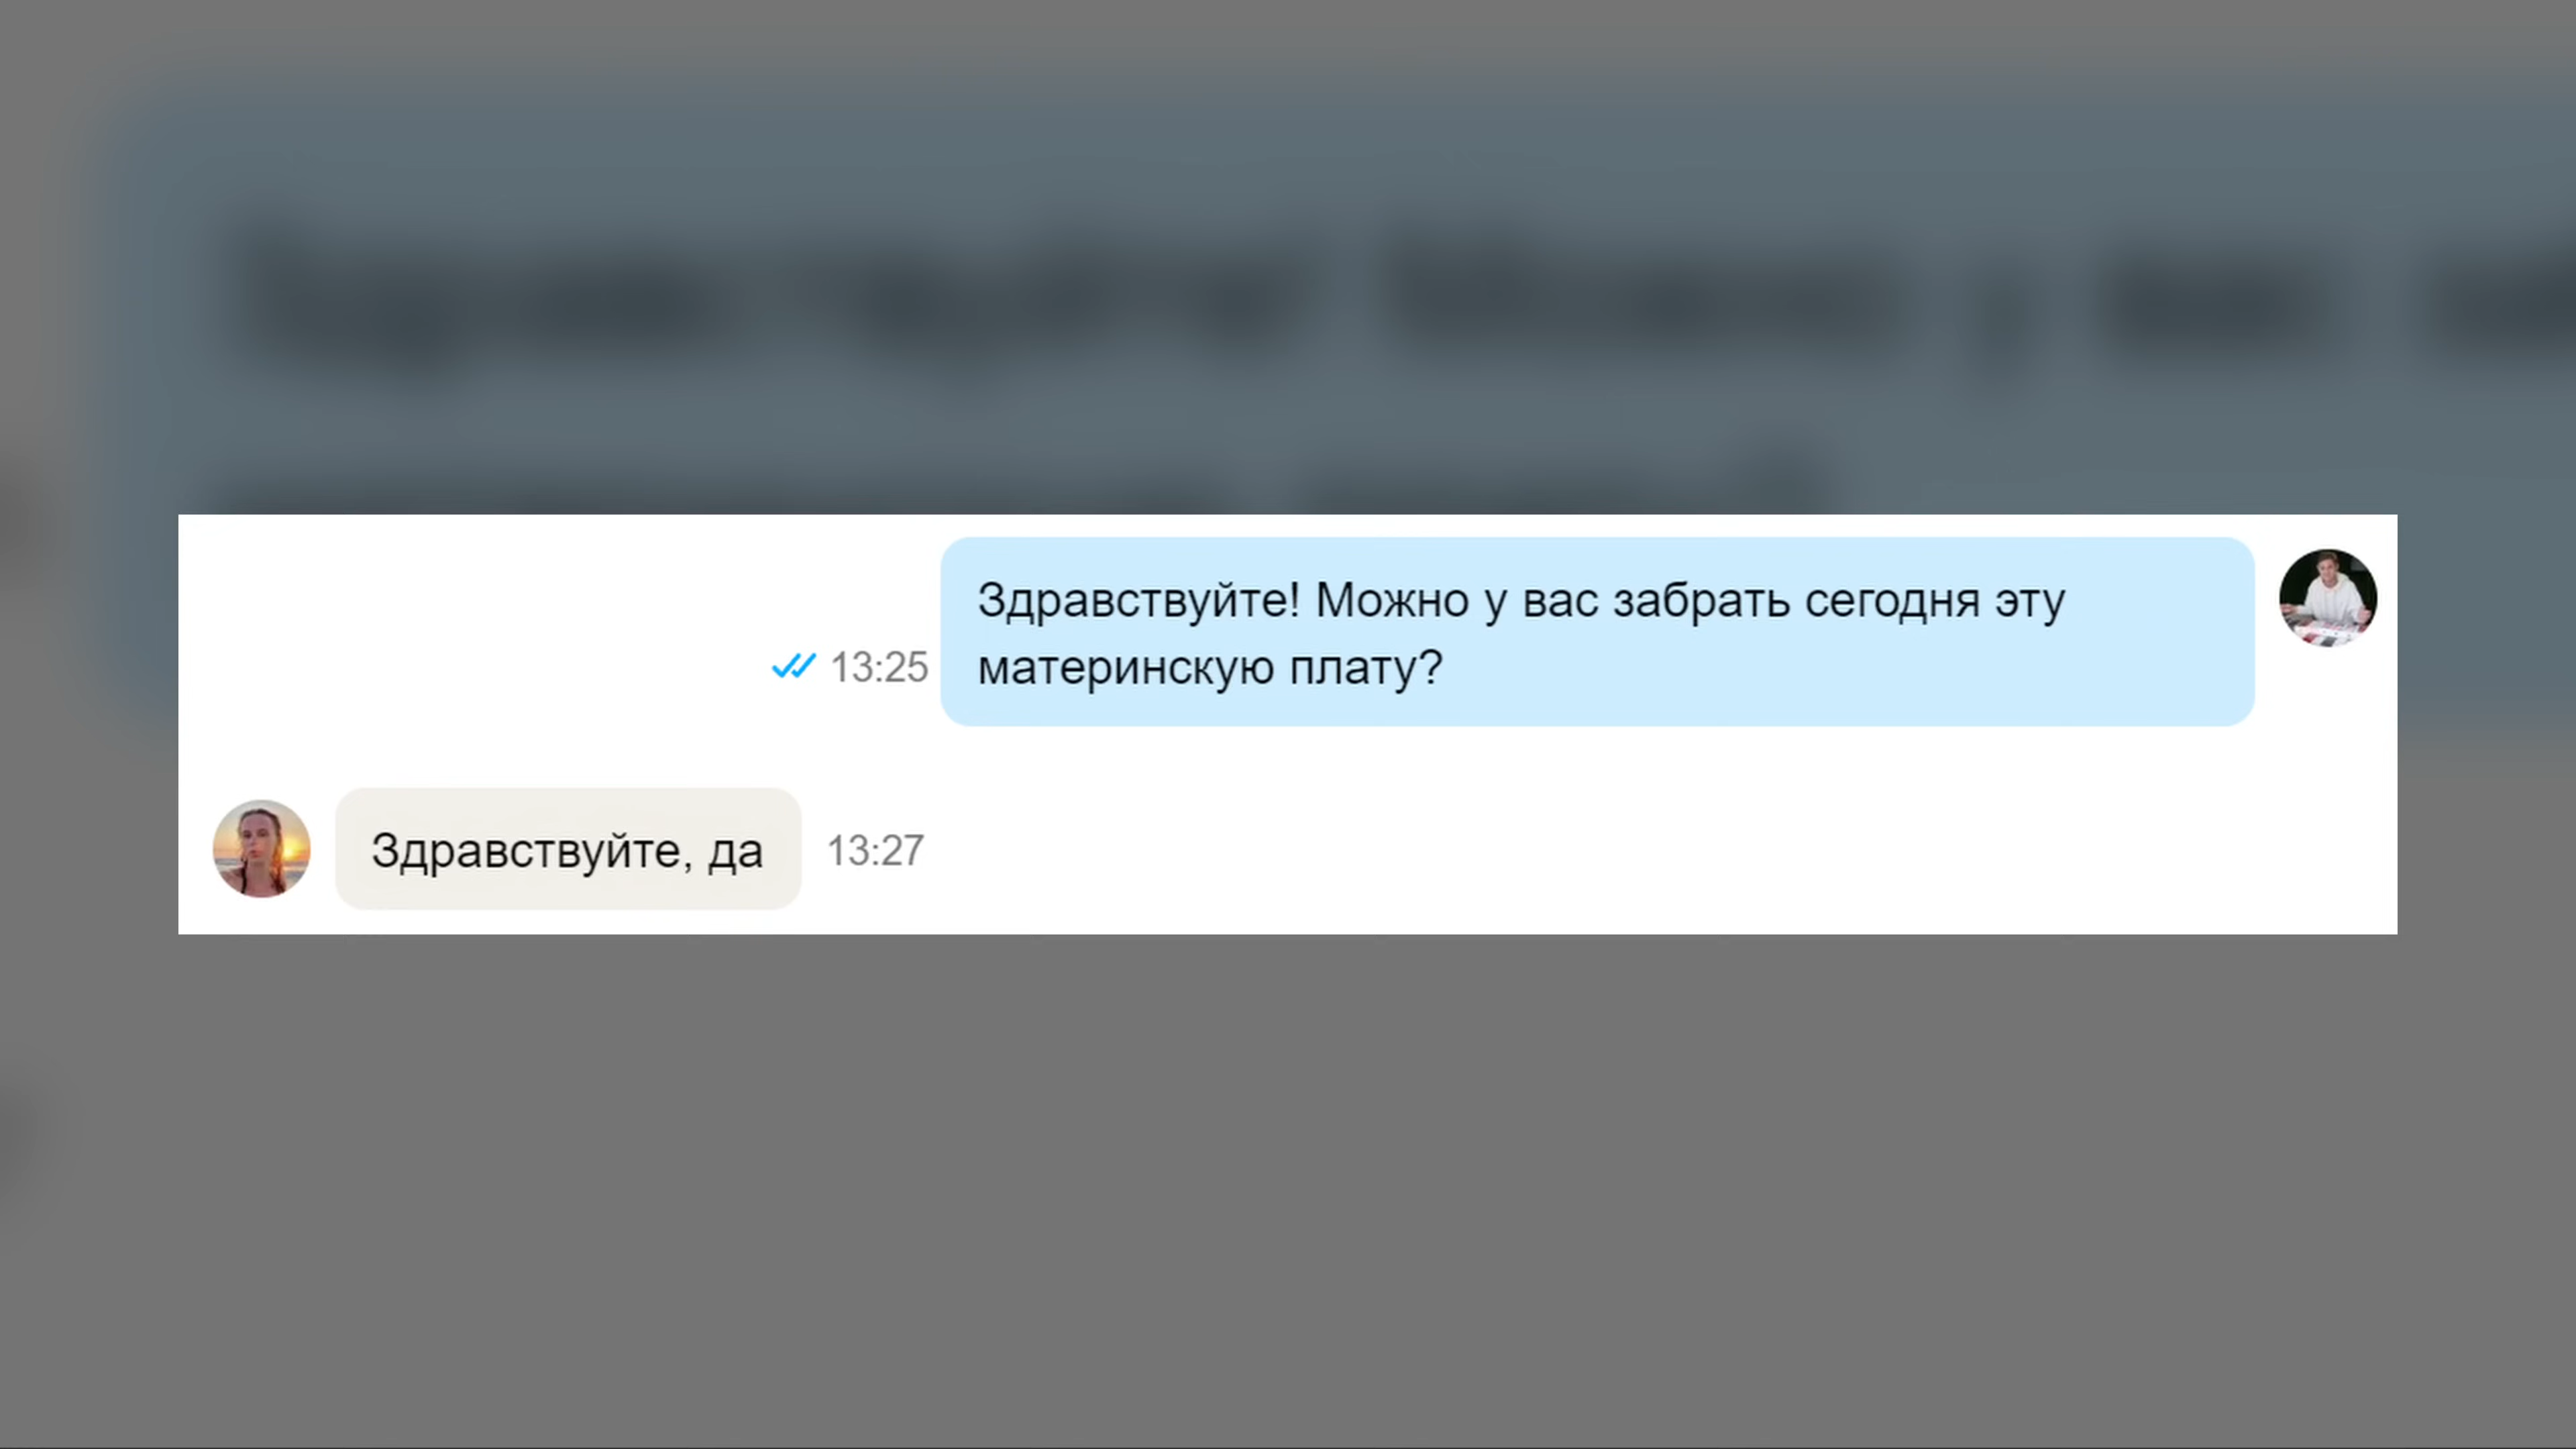 Здравствуйте! Можно у вас забрать сегодня эту
материнскую плату?
13:25
Здравствуйте, да
13:27